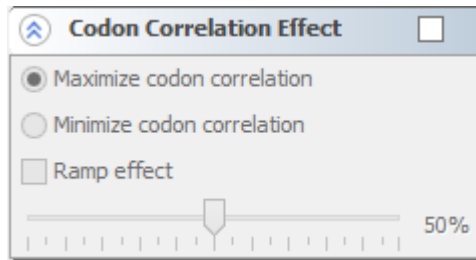 Codon Correlation Effect
Maximize codon correlation
Minimize codon correlation
Ramp effect
50%